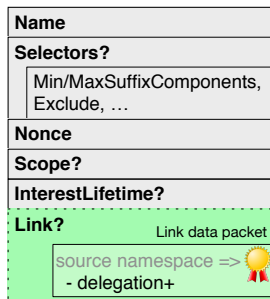 Name
Selectors?
Min/MaxSuffixComponents,
Exclude, …
Nonce
Scope?
InterestLifetime?
Link?
Link data packet
source namespace =>
- delegation+